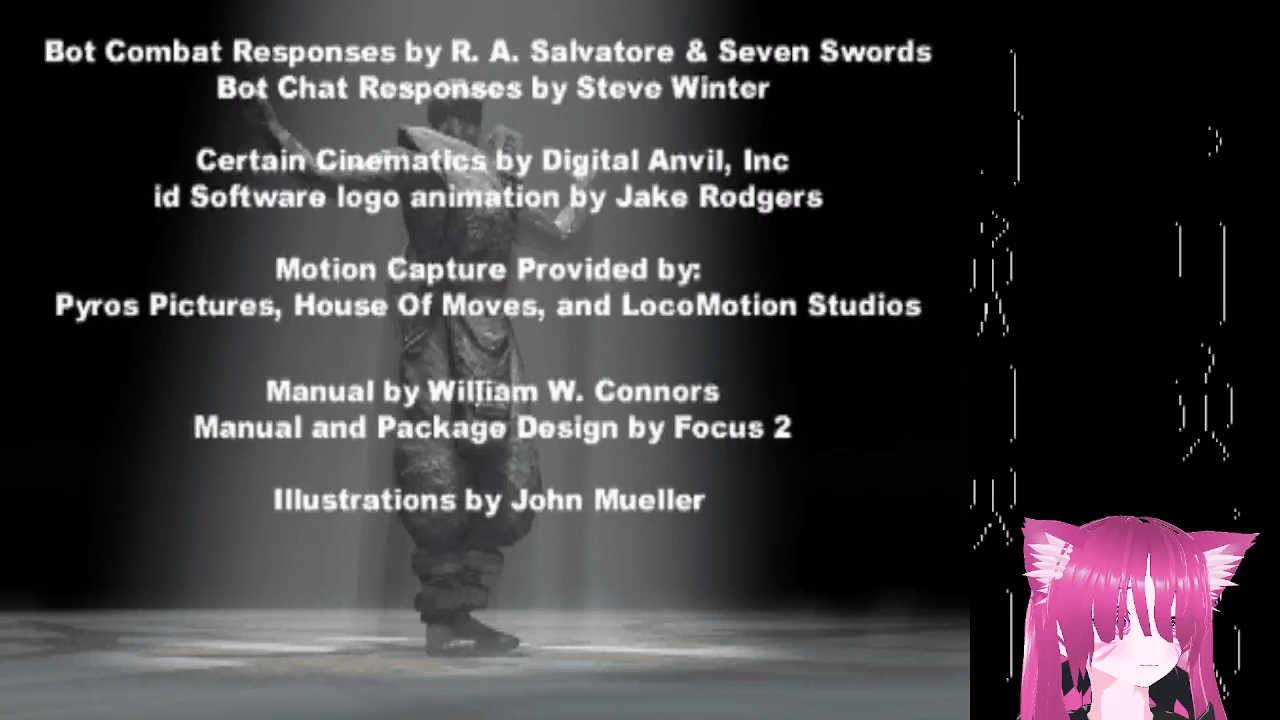 Bot Combat Responses by R. A. Salvatore & Seven Swords
Bot Chat Responses by Steve Winter
Certain Cinematics by Digital Anvil, Inc
id Software logo animation by Jake Rodgers
Motion Capture Provided by:
Pyros Pictures, House Of Moves, and LocoMotion Studios
Manual by William W. Connors
Manual and Package Design by Focus 2
Illustrations by John Mueller